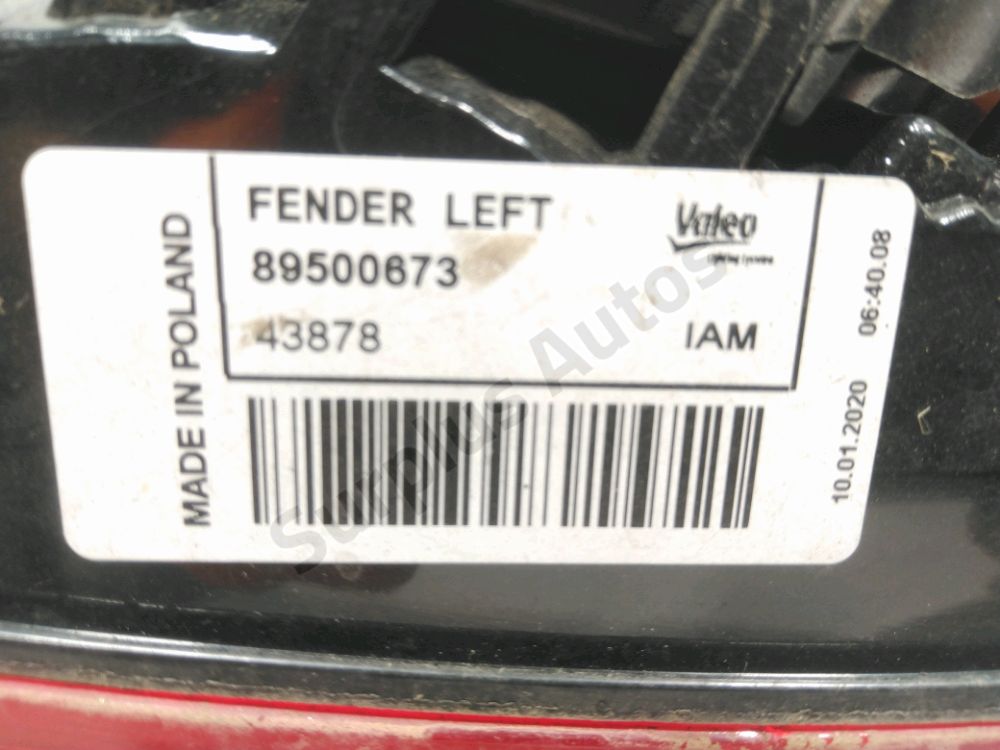 MADE IN POLAND
FENDER LEFT
89500673
43878
Valeo
Lighting Systems
IAM
06:40.08
10.01.2020
Surplus Autos